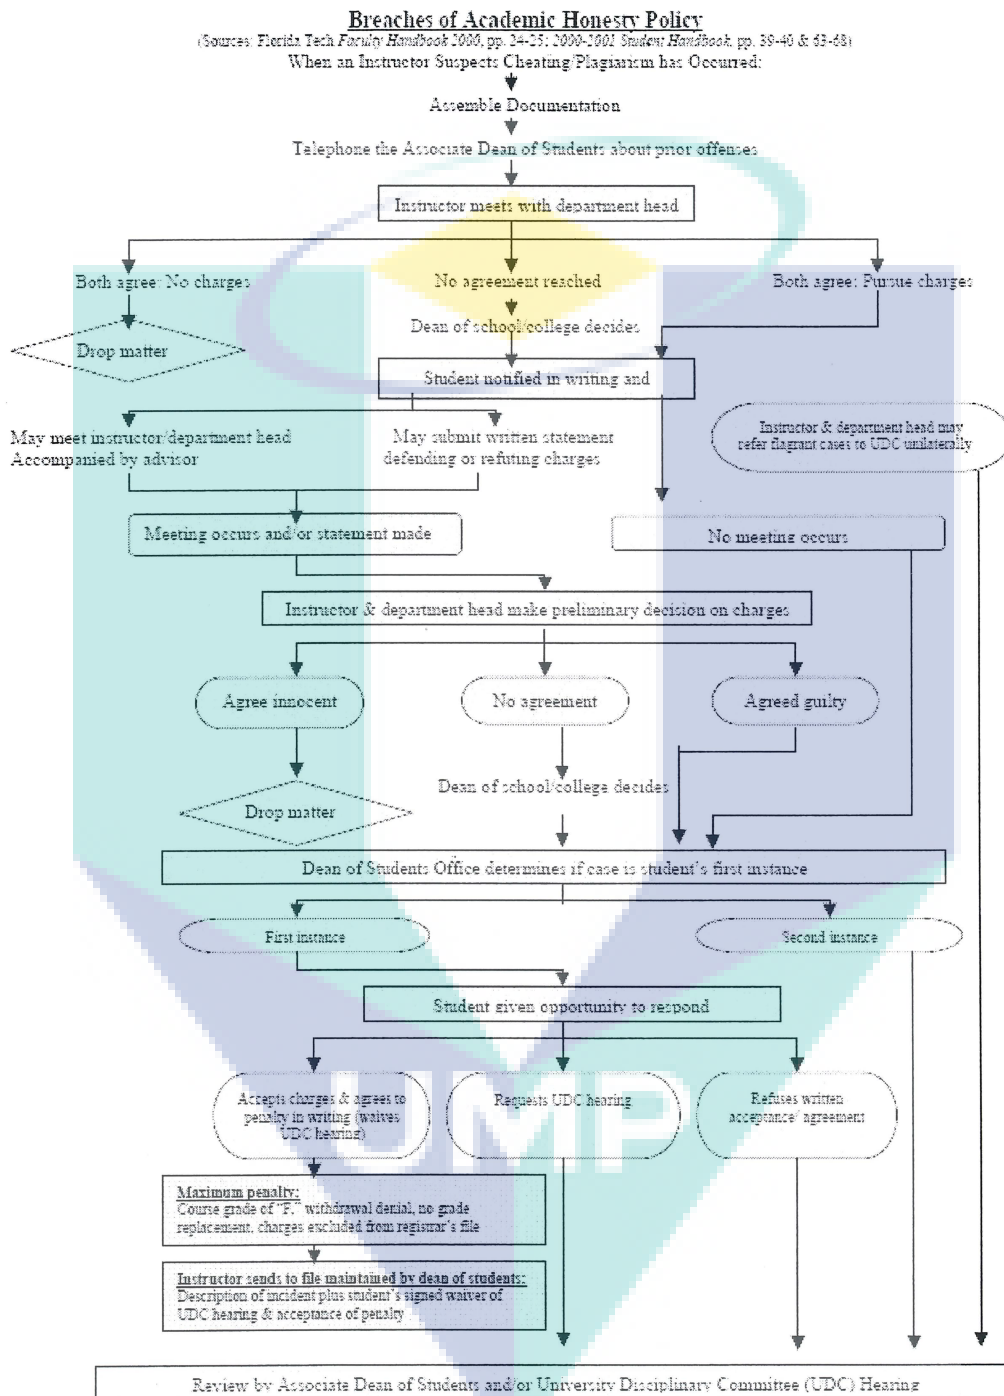 Breaches of Academic Honesty Policy
(Sources: Florida Tech Faculty Handbook 2000, pp. 24-25; 2000-2001 Student Handbook, pp. 39-40 & 63-68)
When an Instructor Suspects Cheating/Plagiarism has Occurred:
Assemble Documentation
Telephone the Associate Dean of Students about prior offenses
Instructor meets with department head
Both agree: No charges
No agreement reached
Both agree: Pursue charges
Dean of school/college decides
Drop matter
Student notified in writing and
May meet instructor/department head
Accompanied by advisor
May submit written statement
defending or refuting charges
Instructor & department head may
refer flagrant cases to UDC unilaterally
Meeting occurs and/or statement made
No meeting occurs
Instructor & department head make preliminary decision on charges
Agree innocent
No agreement
Agreed guilty
Dean of school/college decides
Drop matter
Dean of Students Office determines if case is student's first instance
First instance
Second instance
Student given opportunity to respond
Accepts charges & agrees to
penalty in writing (waives
UDC hearing)
Requests UDC hearing
Refuses written
acceptance/ agreement
UMP
Maximum penalty:
Course grade of "F," withdrawal denial, no grade
replacement, charges excluded from registrar's file
Instructor sends to file maintained by dean of students:
Description of incident plus student's signed waiver of
UDC hearing & acceptance of penalty
Review by Associate Dean of Students and/or University Disciplinary Committee (UDC) Hearing